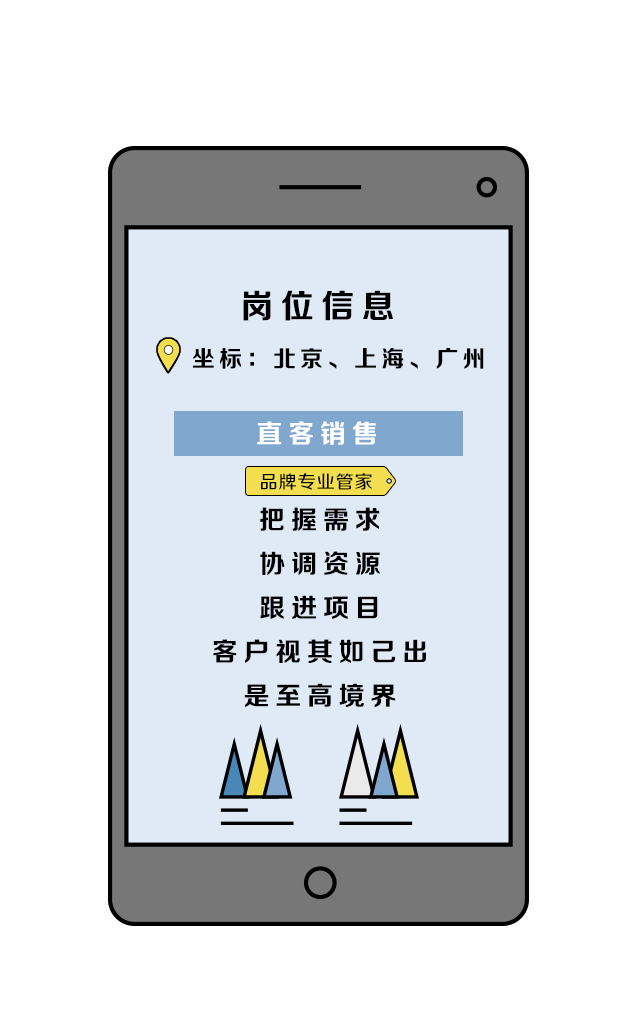 岗位信息
坐标：北京、上海、广州
直客销售
品牌专业管家
把握需求
协调资源
跟进项目
客户视其如己出
是至高境界